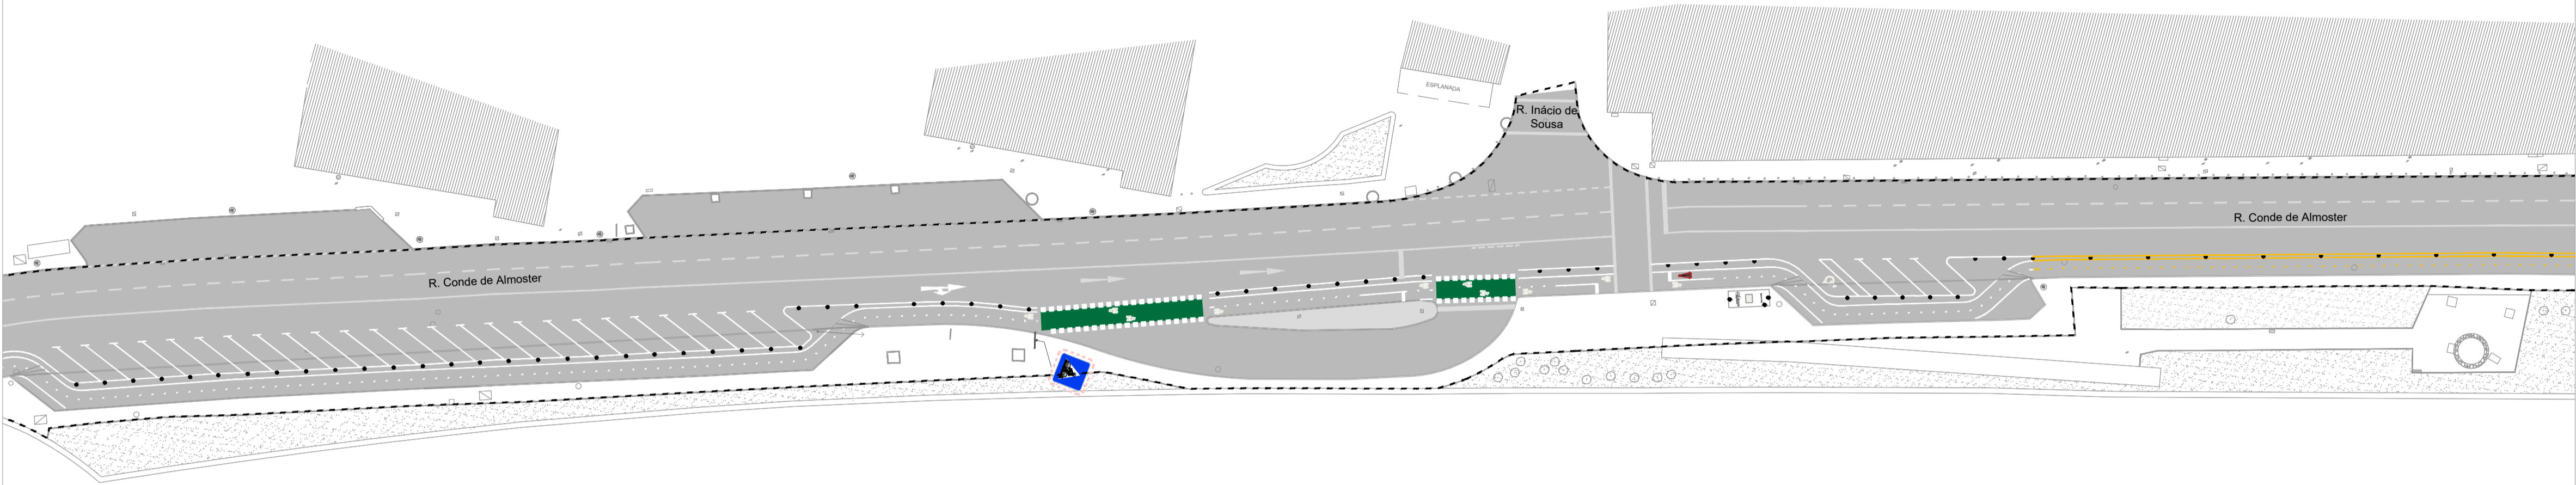 ESPLANADA
R. Inácio de
Sousa
R. Conde de Almoster
R. Conde de Almoster